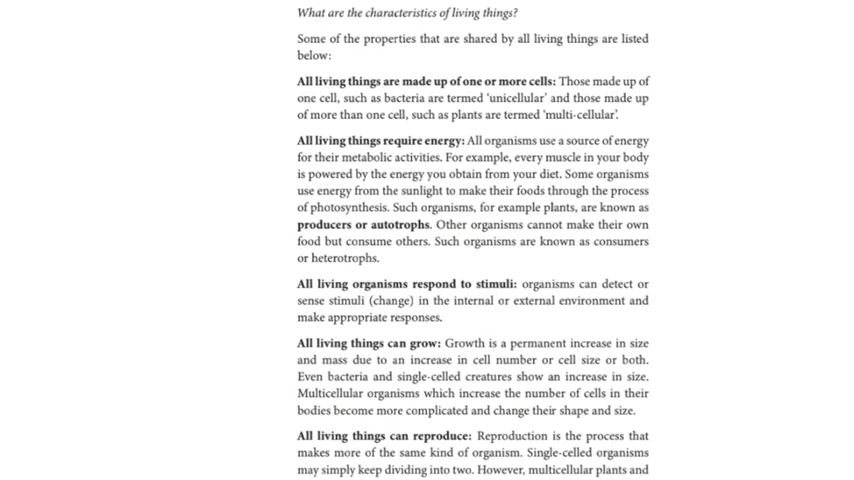 What are the characteristics of living things?
Some of the properties that are shared by all living things are listed
below:
All living things are made up of one or more cells: Those made up of
one cell, such as bacteria are termed ‘unicellular’ and those made up
of more than one cell, such as plants are termed ‘multi-cellular’.
All living things require energy: All organisms use a source of energy
for their metabolic activities. For example, every muscle in your body
is powered by the energy you obtain from your diet. Some organisms
use energy from the sunlight to make their foods through the process
of photosynthesis. Such organisms, for example plants, are known as
producers or autotrophs. Other organisms cannot make their own
food but consume others. Such organisms are known as consumers
or heterotrophs.
All living organisms respond to stimuli: organisms can detect or
sense stimuli (change) in the internal or external environment and
make appropriate responses.
All living things can grow: Growth is a permanent increase in size
and mass due to an increase in cell number or cell size or both.
Even bacteria and single-celled creatures show an increase in size.
Multicellular organisms which increase the number of cells in their
bodies become more complicated and change their shape and size.
All living things can reproduce: Reproduction is the process that
makes more of the same kind of organism. Single-celled organisms
may simply keep dividing into two. However, multicellular plants and